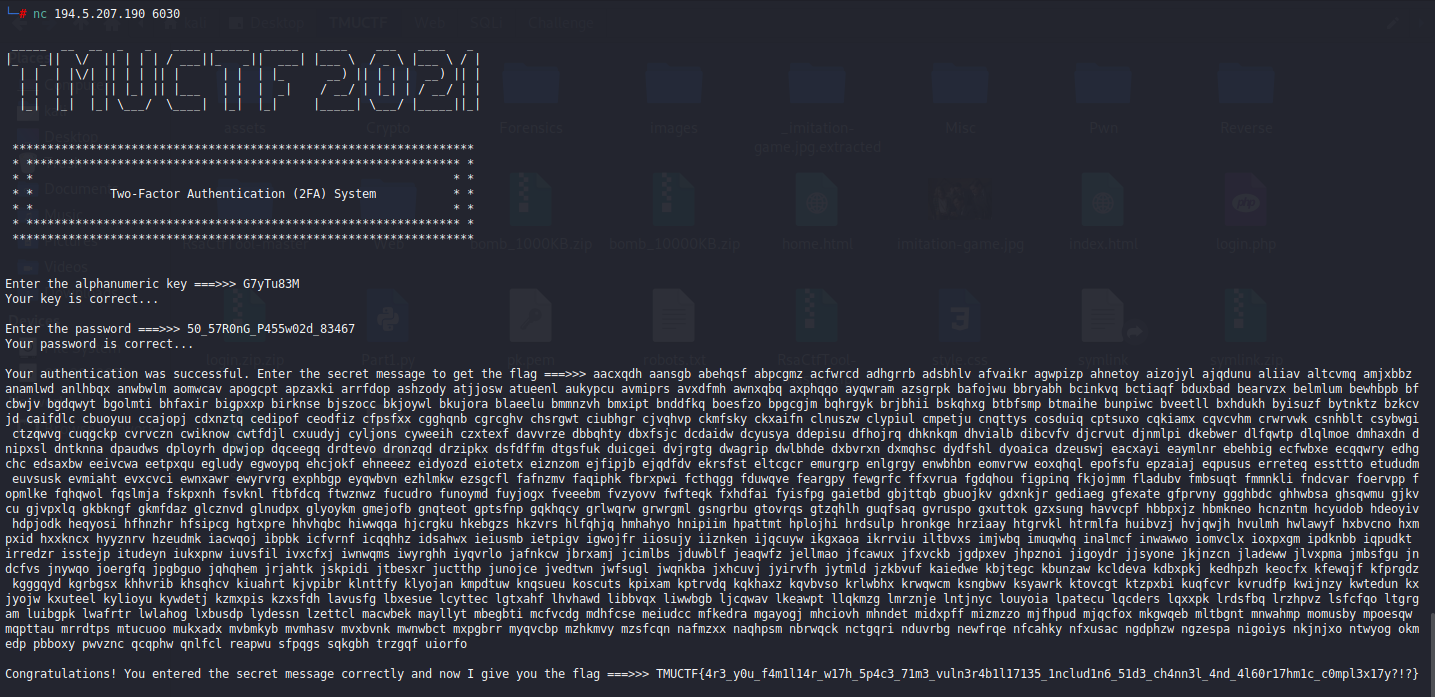 └─# nc 194.5.207.190 6030
TMUCTF 2021
******************************************************************
* ************************************************************** *
* * * *
* * Two-Factor Authentication (2FA) System * *
* * * *
* ************************************************************** *
******************************************************************
Enter the alphanumeric key ===>>> G7yTu83M
Your key is correct...
Enter the password ===>>> 50_57R0nG_P455w02d_83467
Your password is correct...
Your authentication was successful. Enter the secret message to get the flag ===>>> aacxqdh aansgb abehqsf abpcgmz acfwrcd adhgrrb adsbhlv afvaikr agwpizp ahnetoy aizojyl ajqdunu aliiav altcvmq amjxbbz
anamlwd anlhbqx anwbwlm aomwcav apogcpt apzaxki arrfdop ashzody atjjosw atueenl aukypcu avmiprs avxdfmh awnxqbq axphqqo ayqwram azsgrpk bafojwu bbryabh bcinkvq bctiaqf bduxbad bearvzx belmlum bewhbpb bf
cbwjv bgdqwyt bgolmti bhfaxir bigpxxp birknse bjszocc bkjoywl bkujora blaeelu bmmnzvh bmxipt bnddfkq boesfzo bpgcgjm bqhrgyk brjbhii bskqhxg btbfsmp btmaihe bunpiwc bveetll bxhdukh byisuzf bytnktz bzkcv
jd caifdlc cbuoyuu ccajopj cdxnztq cedipof ceodfiz cfpsfxx cgghqnb cgrcghv chsrgwt ciubhgr cjvqhvp ckmfsky ckxaifn clnuszw clypiul cmpetju cnqttys cosduiq cptsuxo cqkiamx cqvcvhm crwrvwk csnhblt csybwgi
ctzqwvg cuqgckp cvrvczn cwiknow cwtfdjl cxuudyj cyljons cyweeih czxtexf davvrze dbbqhty dbxfsjc dcdaidw dcyusya ddepisu dfhojrq dhknkqm dhvialb dibcvfv djcrvut djnmlpi dkebwer dlfqwtp dlqlmoe dmhaxdn d
nipxsl dntknna dpaudws dployrh dpwjop dqceegq drdtevo dronzqd drzipkx dsfdffm dtgsfuk duicgei dvjrgtg dwagrip dwlbhde dxbvrxn dxmqhsc dydfshl dyoaica dzeuswj eacxayi eaymlnr ebehbig ecfwbxe ecqqwry edhg
chc edsaxbw eeivcwa eetpxqu egludy egwoypq ehcjokf ehneeez eidyozd eiotetx eiznzom ejfipjb ejqdfdv ekrsfst eltcgcr emurgrp enlgrgy enwbhbn eomvrvw eoxqhql epofsfu epzaiaj eqpusus erreteq essttto etududm
euvsusk evmiaht evxcvci ewnxawr ewyrvrg exphbgp eyqwbvn ezhlmkw ezsgcfl fafnzmv faqiphk fbrxpwi fcthqgg fduwqve feargpy fewgrfc ffxvrua fgdqhou figpinq fkjojmm fladubv fmbsuqt fmmnkli fndcvar foervpp f
opmlke fqhqwol fqslmja fskpxnh fsvknl ftbfdcq ftwznwz fucudro funoymd fuyjogx fveeebm fvzyovv fwfteqk fxhdfai fyisfpg gaietbd gbjttqb gbuojkv gdxnkjr gediaeg gfexate gfprvny ggghbdc ghhwbsa ghsqwmu gjkv
cu gjvpxlq gkbkngf gkmfdaz glcznvd glnudpx glyoykm gmejofb gnqteot gptsfnp gqkhqcy grlwqrw grwrgml gsngrbu gtovrqs gtzqhlh guqfsaq gvruspo gxuttok gzxsung havvcpf hbbpxjz hbmkneo hcnzntm hcyudob hdeoyiv
hdpjodk heqyosi hfhnzhr hfsipcg hgtxpre hhvhqbc hiwwqqa hjcrgku hkebgzs hkzvrs hlfqhjq hmhahyo hnipiim hpattmt hplojhi hrdsulp hronkge hrziaay htgrvkl htrmlfa huibvzj hvjqwjh hvulmh hwlawyf hxbvcno hxm
pxid hxxkncx hyyznrv hzeudmk iacwqoj ibpbk icfvrnf icqqhhz idsahwx ieiusmb ietpigv igwojfr iiosujy iiznken ijqcuyw ikgxaoa ikrrviu iltbvxs imjwbq imuqwhq inalmcf inwawwo iomvclx ioxpxgm ipdknbb iqpudkt
irredzr isstejp itudeyn iukxpnw iuvsfil ivxcfxj iwnwqms iwyrghh iyqvrlo jafnkcw jbrxamj jcimlbs jduwblf jeaqwfz jellmao jfcawux jfxvckb jgdpxev jhpznoi jigoydr jjsyone jkjnzcn jladeww jlvxpma jmbsfgu jn
dcfvs jnywqo joergfq jpgbguo jqhqhem jrjahtk jskpidi jtbesxr juctthp junojce jvedtwn jwfsugl jwqnkba jxhcuvj jyirvfh jytmld jzkbvuf kaiedwe kbjtegc kbunzaw kcldeva kdbxpkj kedhpzh keocfx kfewqjf kfprgdz
kgggqyd kgrbgsx khhvrib khsqhcv kiuahrt kjvpibr klnttfy klyojan kmpdtuw knqsueu koscuts kpixam kptrvdq kqkhaxz kqvbvso krlwbhx krwqwcm ksngbwv ksyawrk ktovcgt ktzpxbi kuqfcvr kvrudfp kwijnzy kwtedun kx
jyojw kxuteel kylioyu kywdetj kzmxpis kzxsfdh lavusfg lbxesue lcyttec lgtxahf lhvhawd libbvqx liwwbgb ljcqwav lkeawpt llqkmzg lmrznje lntjnyc louyoia lpatecu lqcders lqxxpk lrdsfbq lrzhpvz lsfcfqo ltgrg
am luibgpk lwafrtr lwlahog lxbusdp lydessn lzettcl macwbek mayllyt mbegbti mcfvcdg mdhfcse meiudcc mfkedra mgayogj mhciovh mhndet midxpff mizmzzo mjfhpud mjqcfox mkgwqeb mltbgnt mnwahmp momusby mpoesqw
mqpttau mrrdtps mtucuoo mukxadx mvbmkyb mvmhasv mvxbvnk mwnwbct mxpgbrr myqvcbp mzhkmvy mzsfcqn nafmzxx naqhpsm nbrwqck nctgqri nduvrbg newfrqe nfcahky nfxusac ngdphzw ngzespa nigoiys nkjnjxo ntwyog okm
edp pbboxy pwvznc qcqphw qnlfcl reapwu sfpqgs sqkgbh trzgqf uiorfo
Congratulations! You entered the secret message correctly and now I give you the flag ===>>> TMUCTF{4r3_y0u_f4m1l14r_w17h_5p4c3_71m3_vuln3r4b1l17135_1nclud1n6_51d3_ch4nn3l_4nd_4l60r17hm1c_c0mpl3x17y?!?}